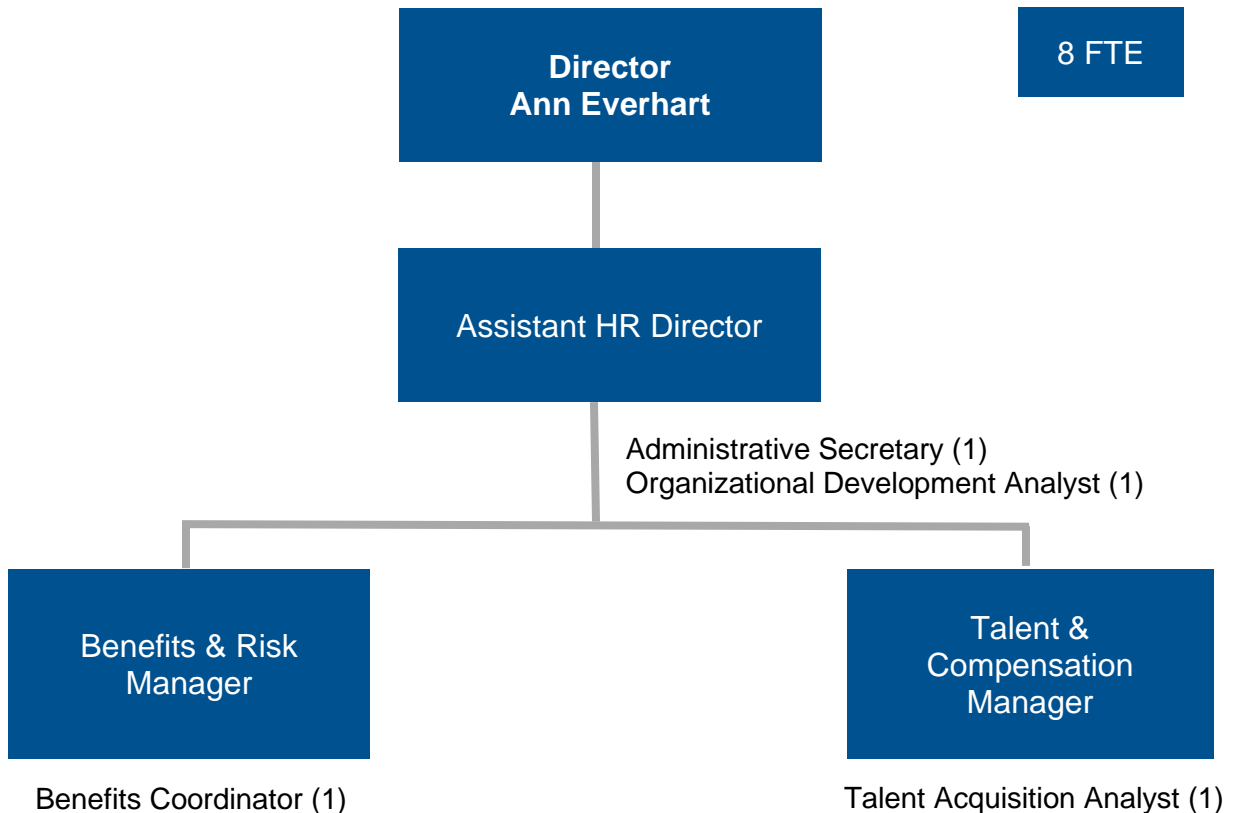 Director
Ann Everhart
8 FTE
Assistant HR Director
Administrative Secretary (1)
Organizational Development Analyst (1)
Benefits & Risk
Manager
Talent &
Compensation
Manager
Benefits Coordinator (1)
Talent Acquisition Analyst (1)